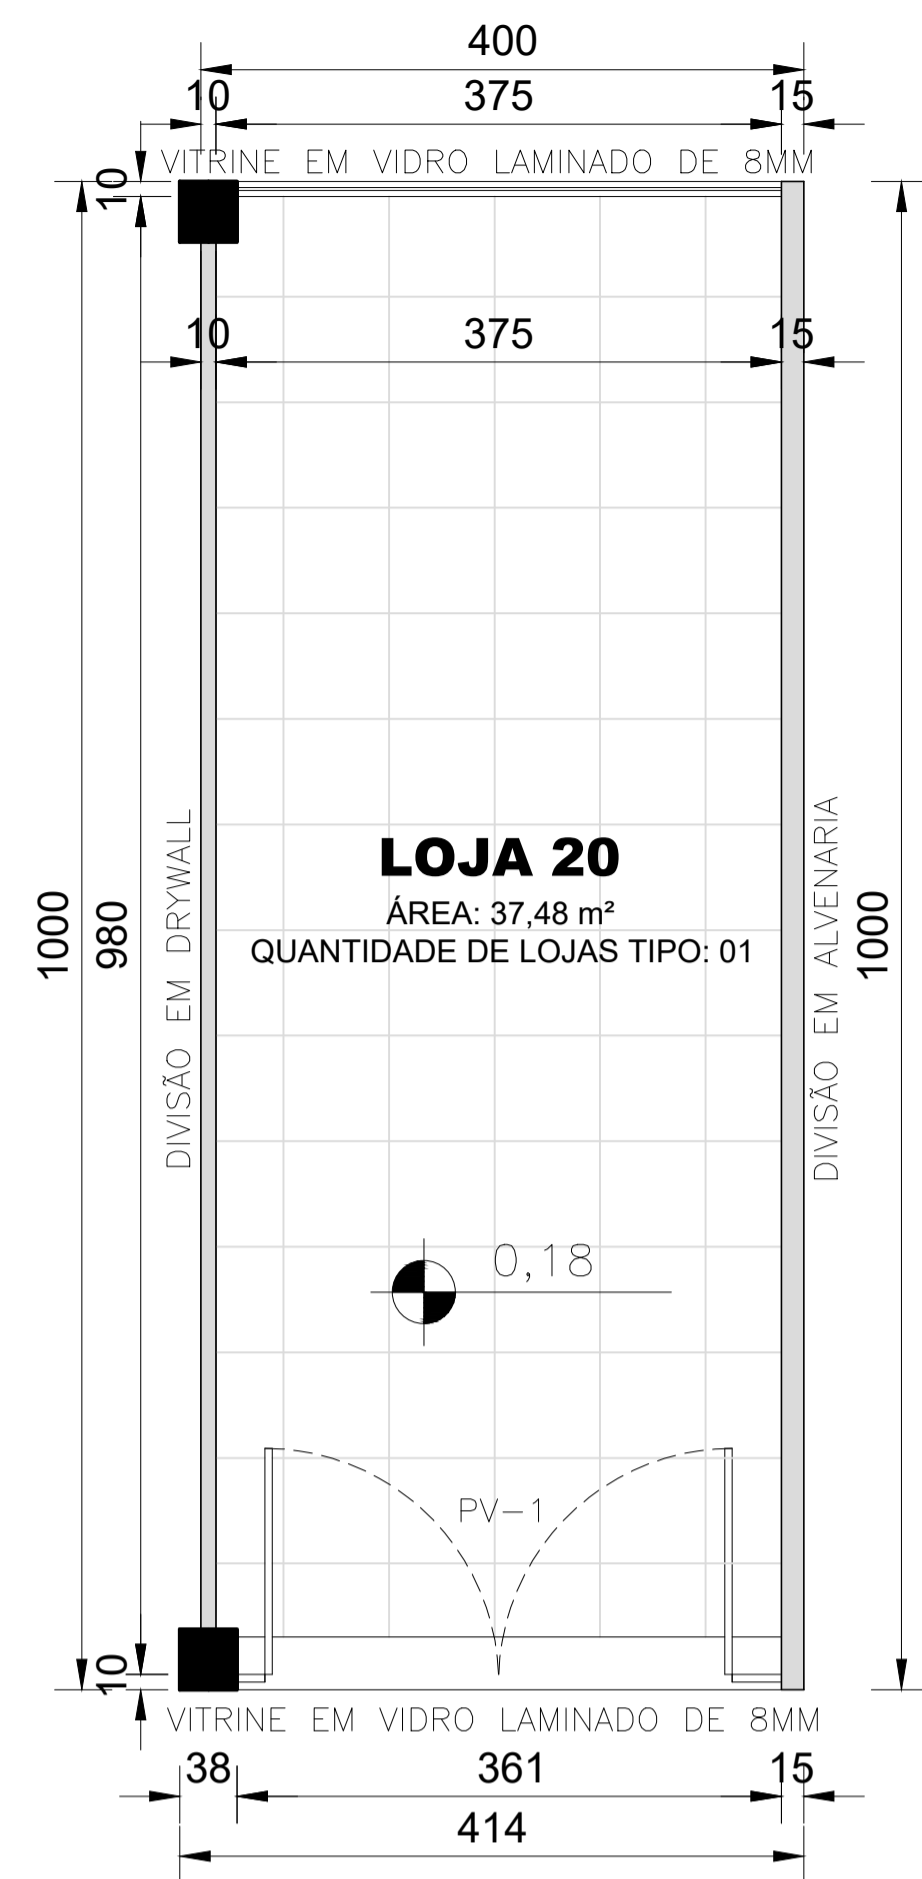 400
10 375 15
VITRINE EM VIDRO LAMINADO DE 8MM
10
10 375 15
LOJA 20
ÁREA: 37,48 m²
QUANTIDADE DE LOJAS TIPO: 01
1000
980
DIVISÃO EM DRYWALL
DIVISÃO EM ALVENARIA
1000
0,18
PV-1
10
VITRINE EM VIDRO LAMINADO DE 8MM
38 361 15
414